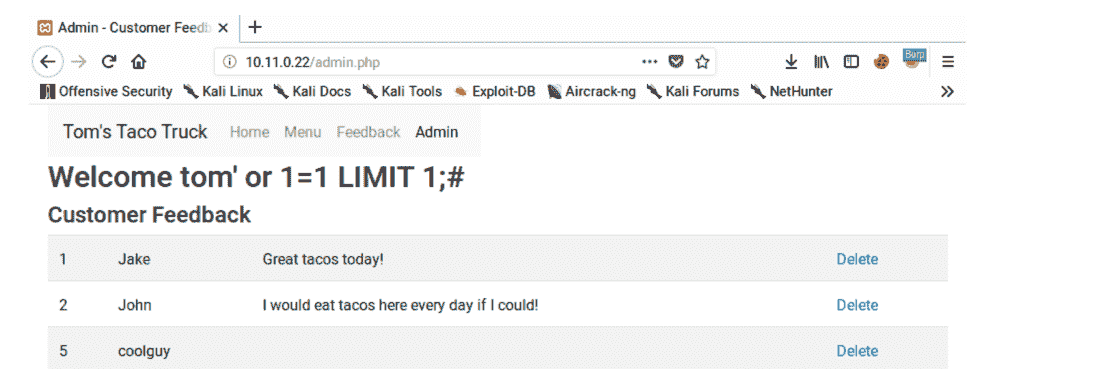 Admin - Customer Feedb
10.11.0.22/admin.php
Burp
Offensive Security Kali Linux Kali Docs Kali Tools Exploit-DB Aircrack-ng Kali Forums NetHunter
Tom's Taco Truck Home Menu Feedback Admin
Welcome tom' or 1=1 LIMIT 1;#
Customer Feedback
1 Jake Great tacos today! Delete
2 John I would eat tacos here every day if I could! Delete
5 coolguy Delete